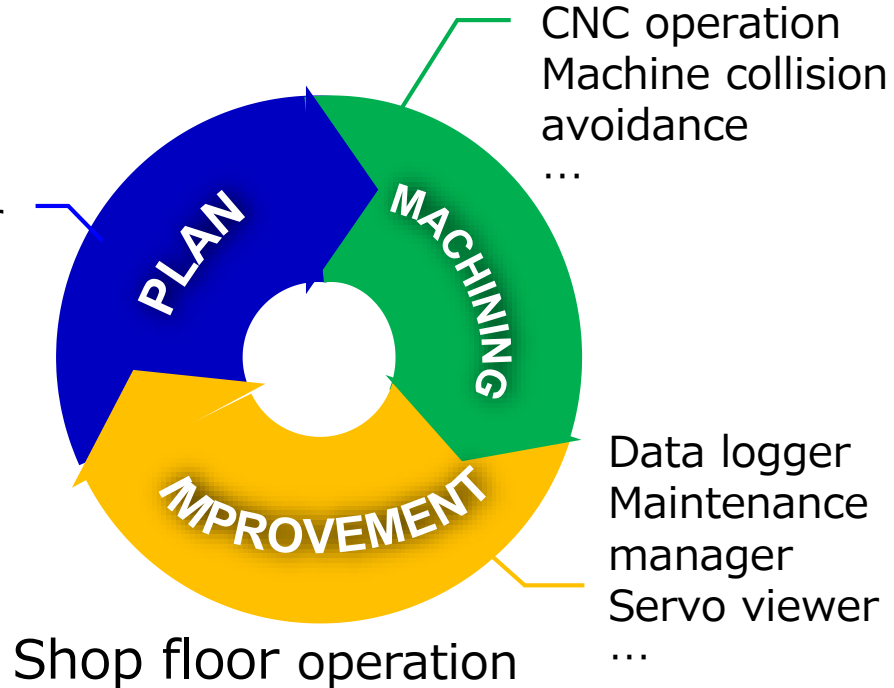 CNC operation
Machine collision
avoidance
…
PLAN
MACHINING
IMPROVEMENT
Data logger
Maintenance
manager
Servo viewer
…
Shop floor operation